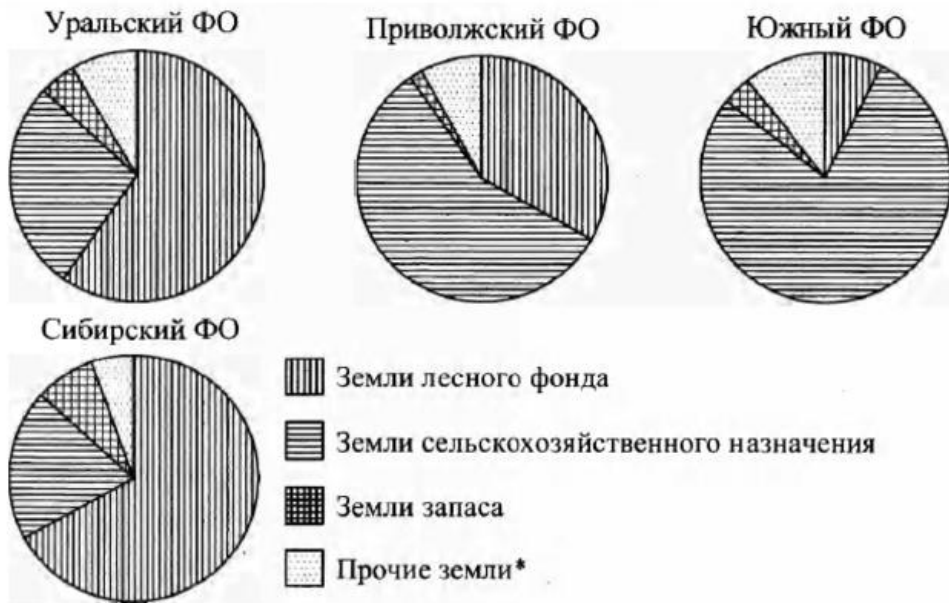 Уральский ФО
Приволжский ФО
Южный ФО
Сибирский ФО
Земли лесного фонда
Земли сельскохозяйственного назначения
Земли запаса
Прочие земли*